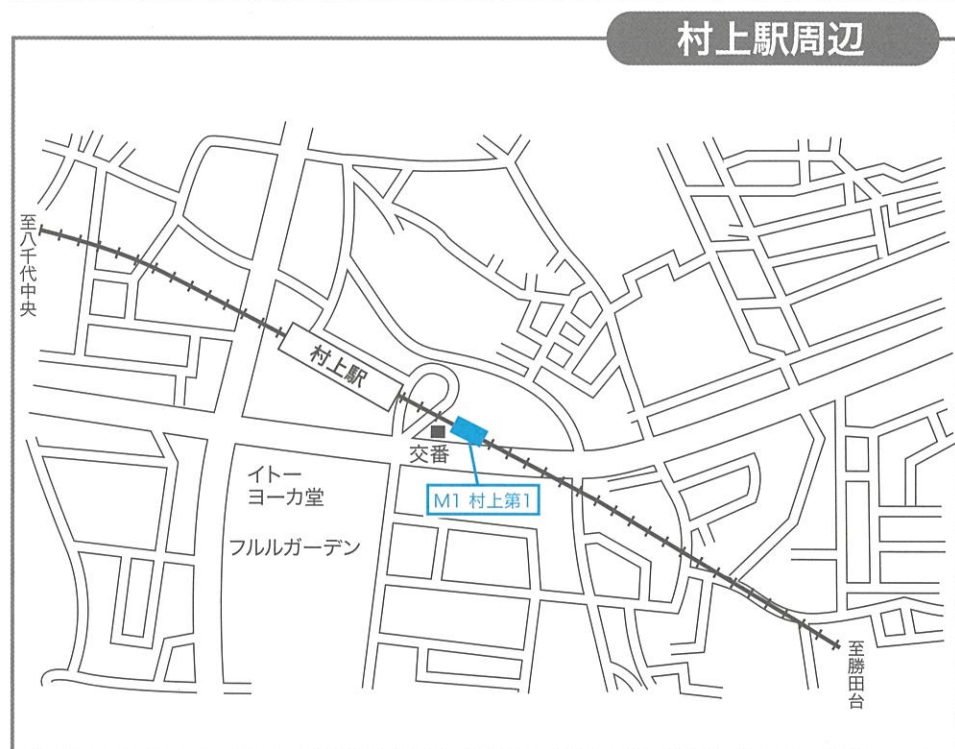 村上駅周辺
至八千代中央
村上駅
交番
M1 村上第1
イトー
ヨーカ堂
フルルガーデン
至勝田台